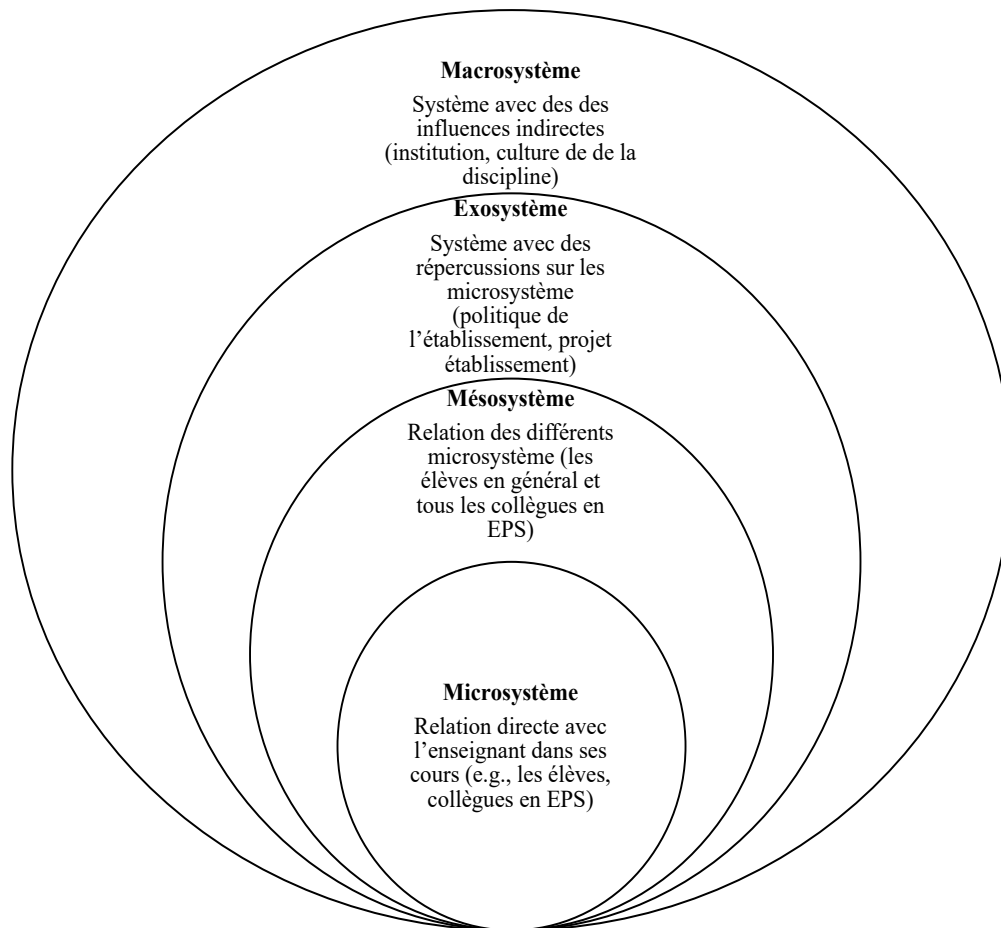 Macrosystème
Système avec des des
influences indirectes
(institution, culture de de la
discipline)
Exosystème
Système avec des
répercussions sur les
microsystème
(politique de
l’établissement, projet
établissement)
Mésosystème
Relation des différents
microsystème (les
élèves en général et
tous les collègues en
EPS)
Microsystème
Relation directe avec
l’enseignant dans ses
cours (e.g., les élèves,
collègues en EPS)